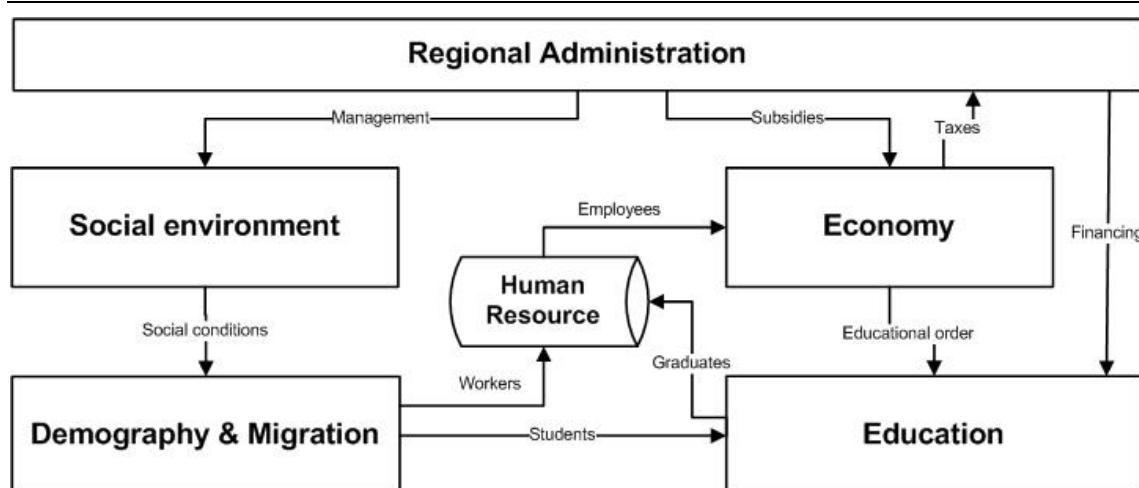 Regional Administration
Management
Subsidies
Taxes
Social environment
Employees
Economy
Financing
Human
Resource
Social conditions
Educational order
Graduates
Workers
Demography & Migration
Students
Education